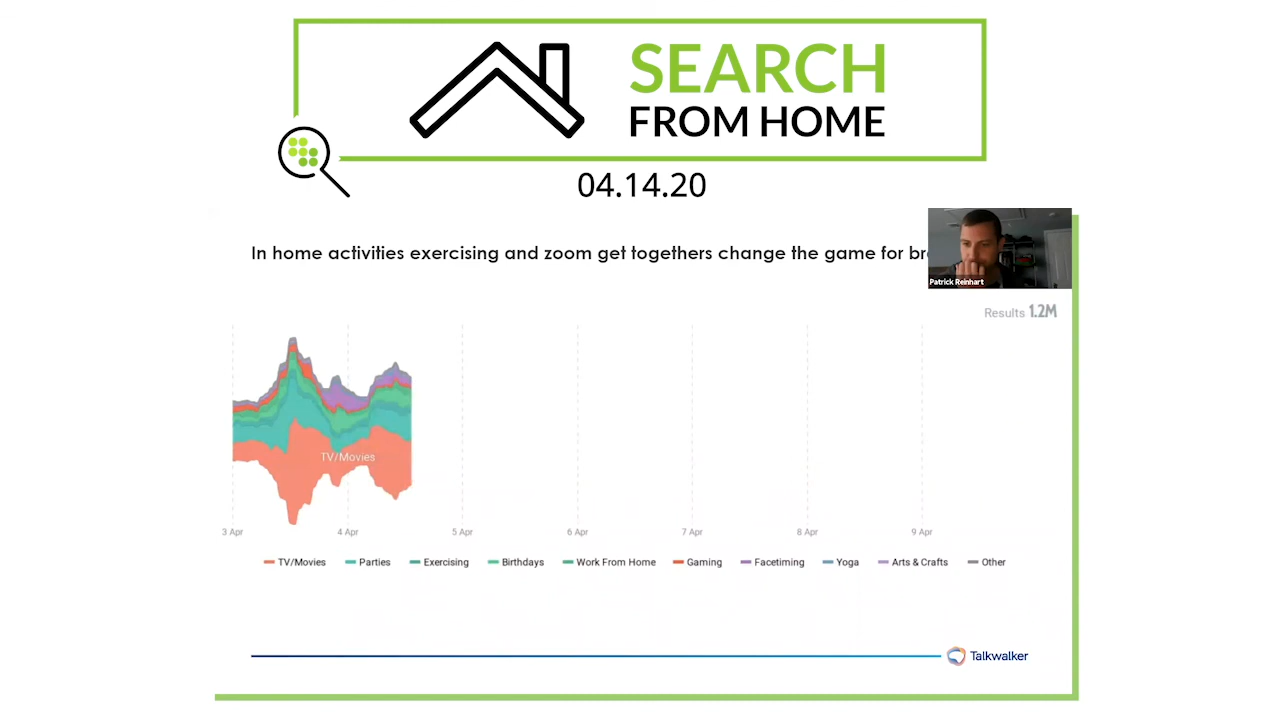 SEARCH
FROM HOME
04.14.20
In home activities exercising and zoom get togethers change the game for
Patrick Reinhart
Results 1.2M
TV/Movies
3 Apr 4 Apr 5 Apr 6 Apr 7 Apr 8 Apr 9 Apr
TV/Movies Parties Exercising Birthdays Work From Home Gaming Facetiming Yoga Arts & Crafts Other
Talkwalker